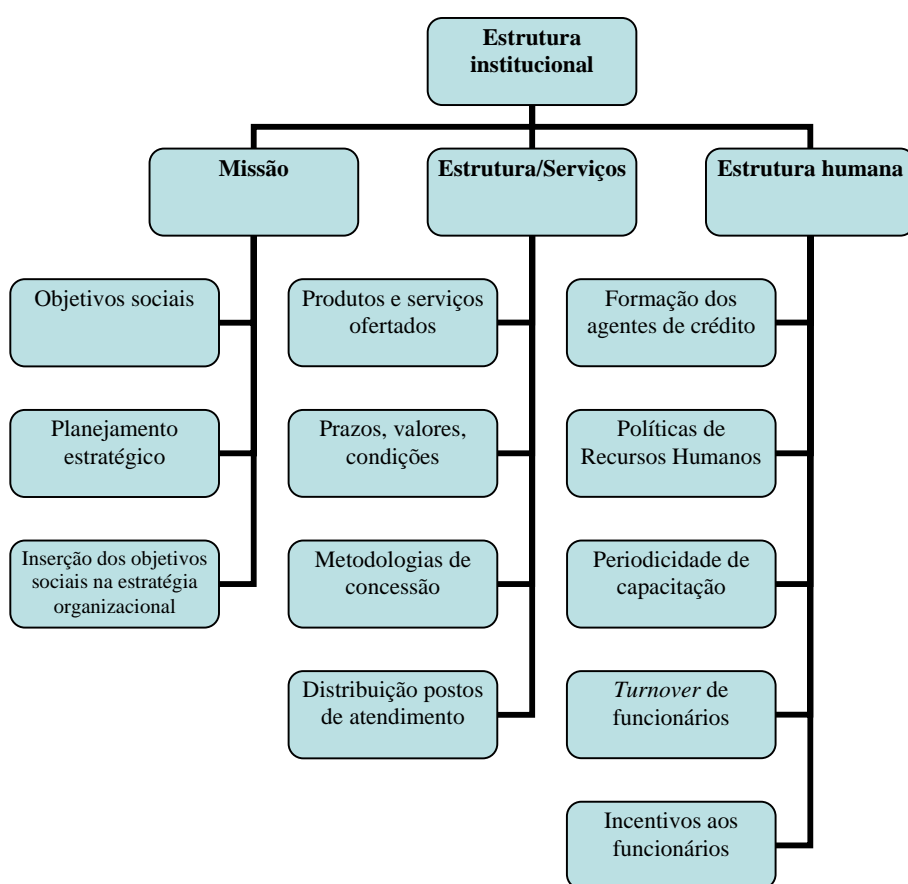 Estrutura
institucional
Missão
Estrutura/Serviços
Estrutura humana
Objetivos sociais
Planejamento
estratégico
Inserção dos objetivos
sociais na estratégia
organizacional
Produtos e serviços
ofertados
Prazos, valores,
condições
Metodologias de
concessão
Distribuição postos
de atendimento
Formação dos
agentes de crédito
Políticas de
Recursos Humanos
Periodicidade de
capacitação
Turnover de
funcionários
Incentivos aos
funcionários